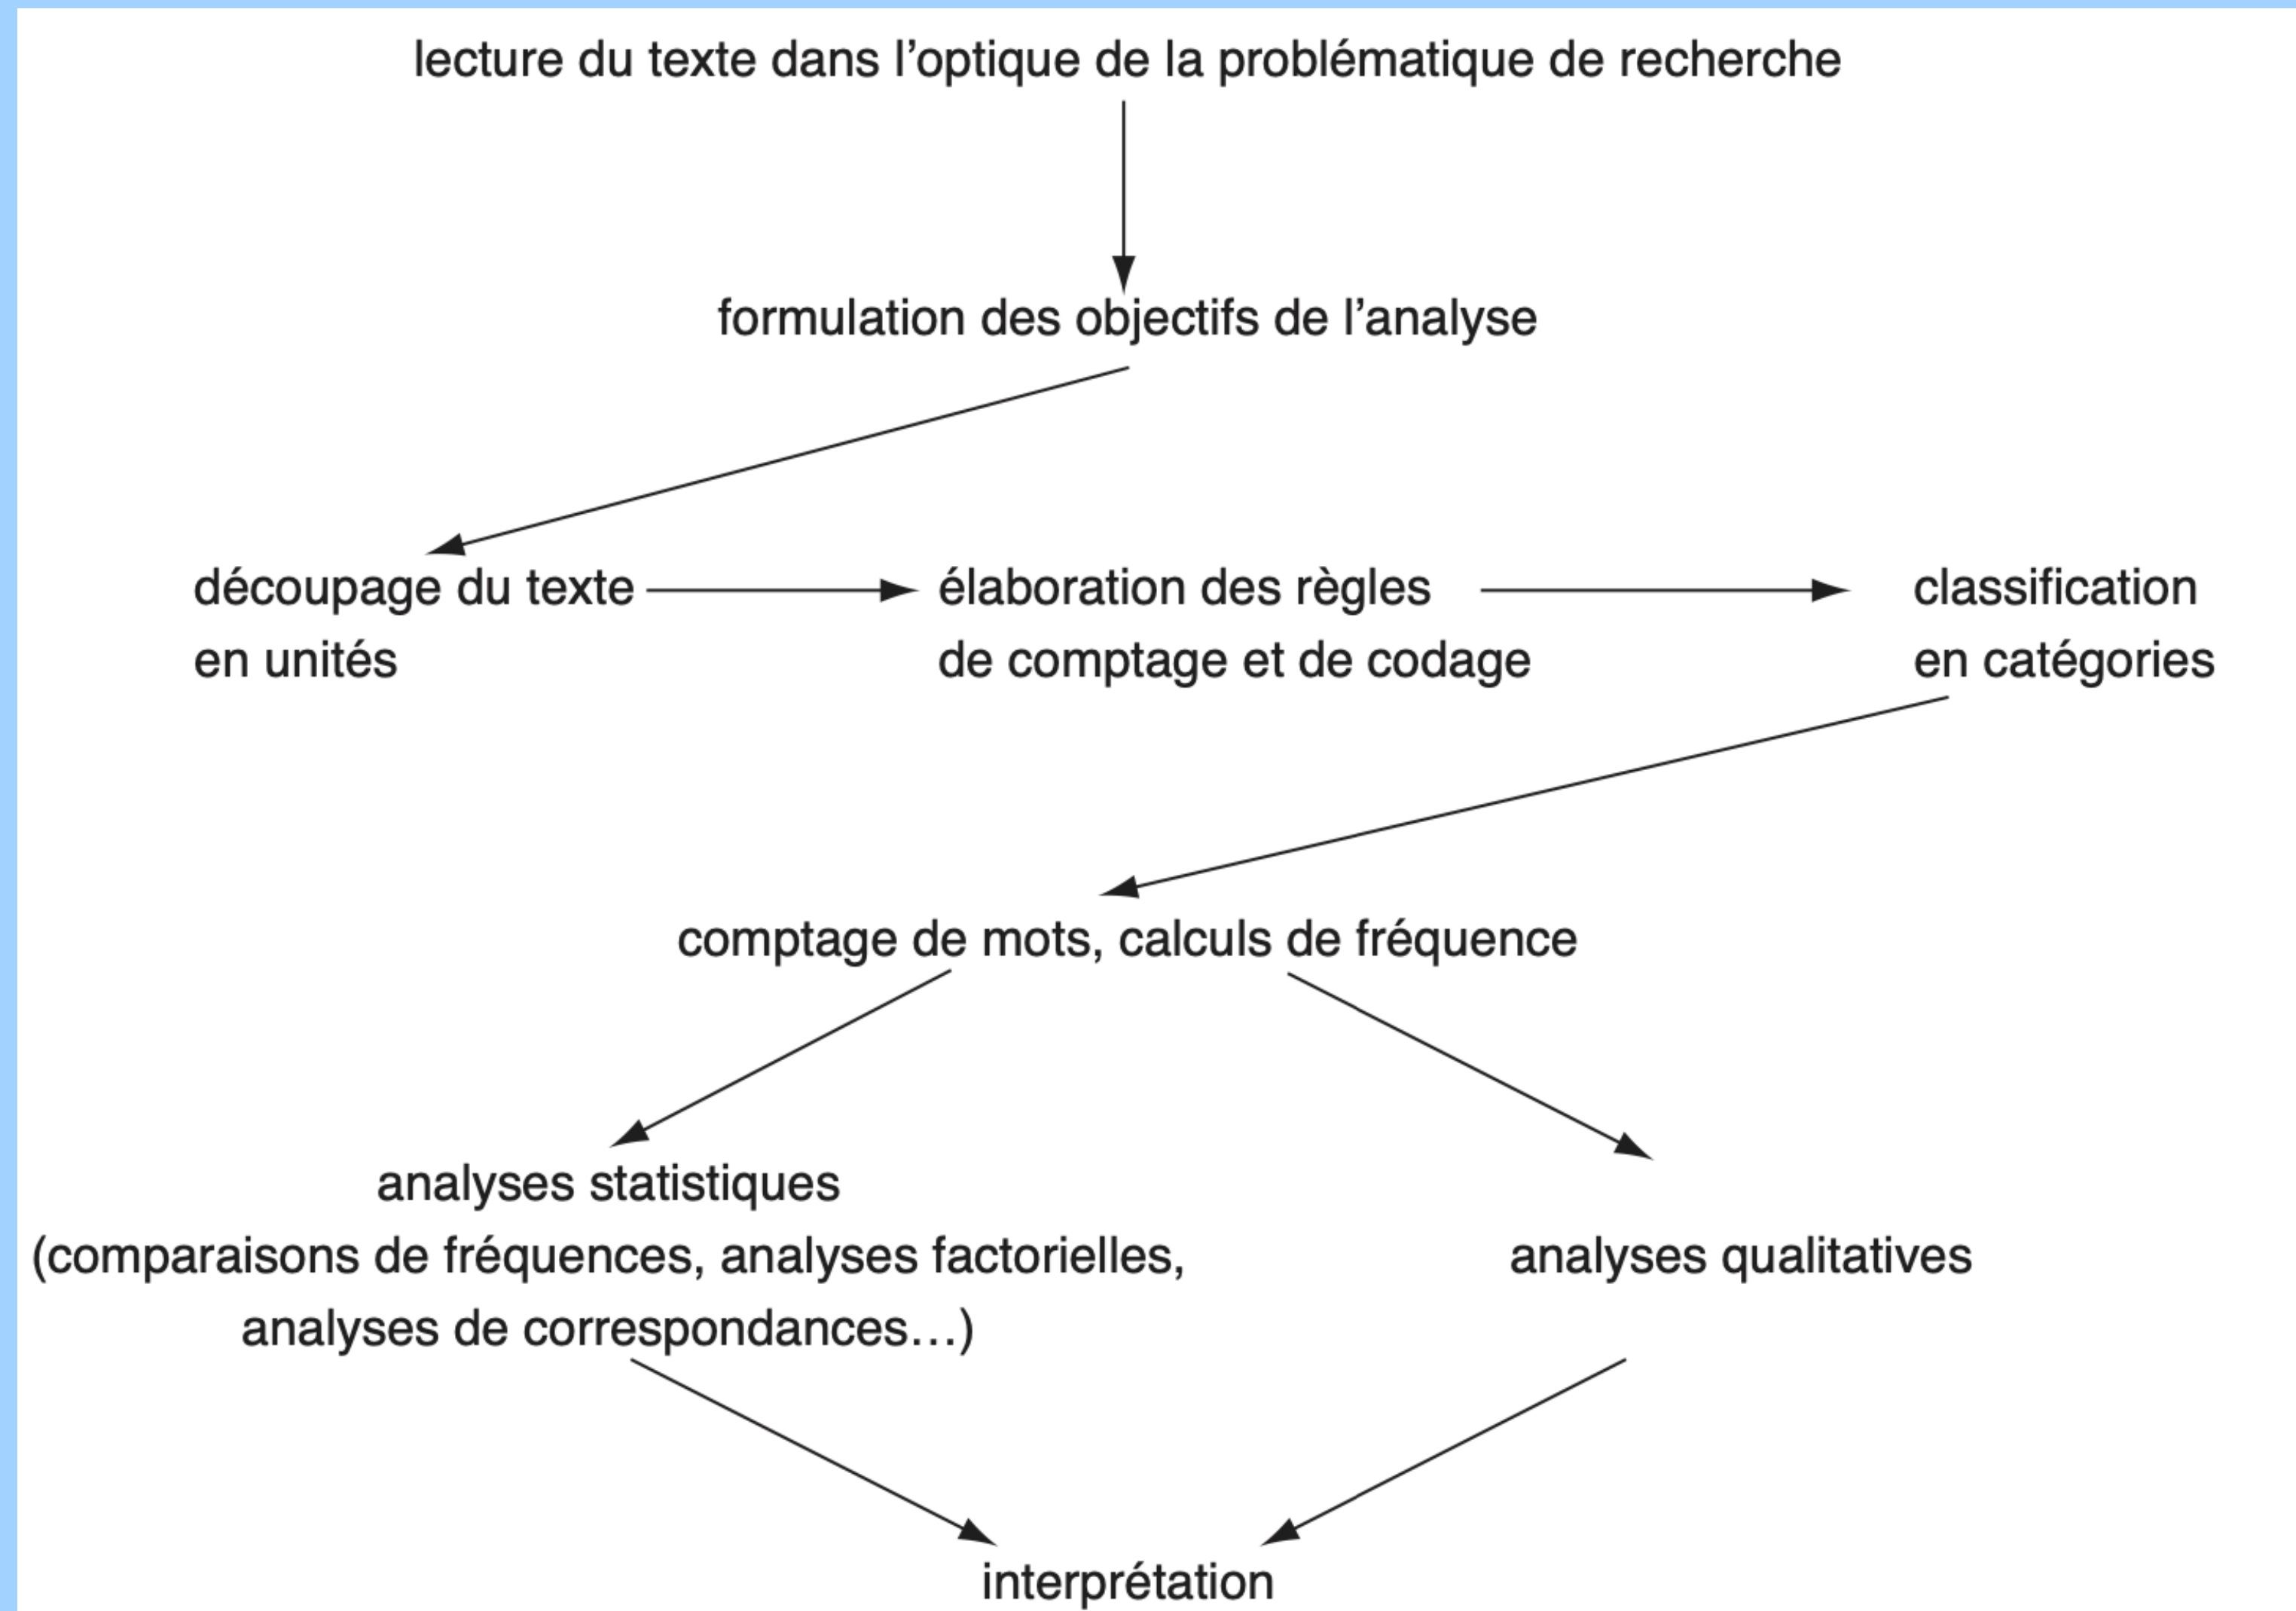 lecture du texte dans l’optique de la problématique de recherche
formulation des objectifs de l’analyse
découpage du texte
en unités
élaboration des règles
de comptage et de codage
classification
en catégories
comptage de mots, calculs de fréquence
analyses statistiques
(comparaisons de fréquences, analyses factorielles,
analyses de correspondances…)
analyses qualitatives
interprétation